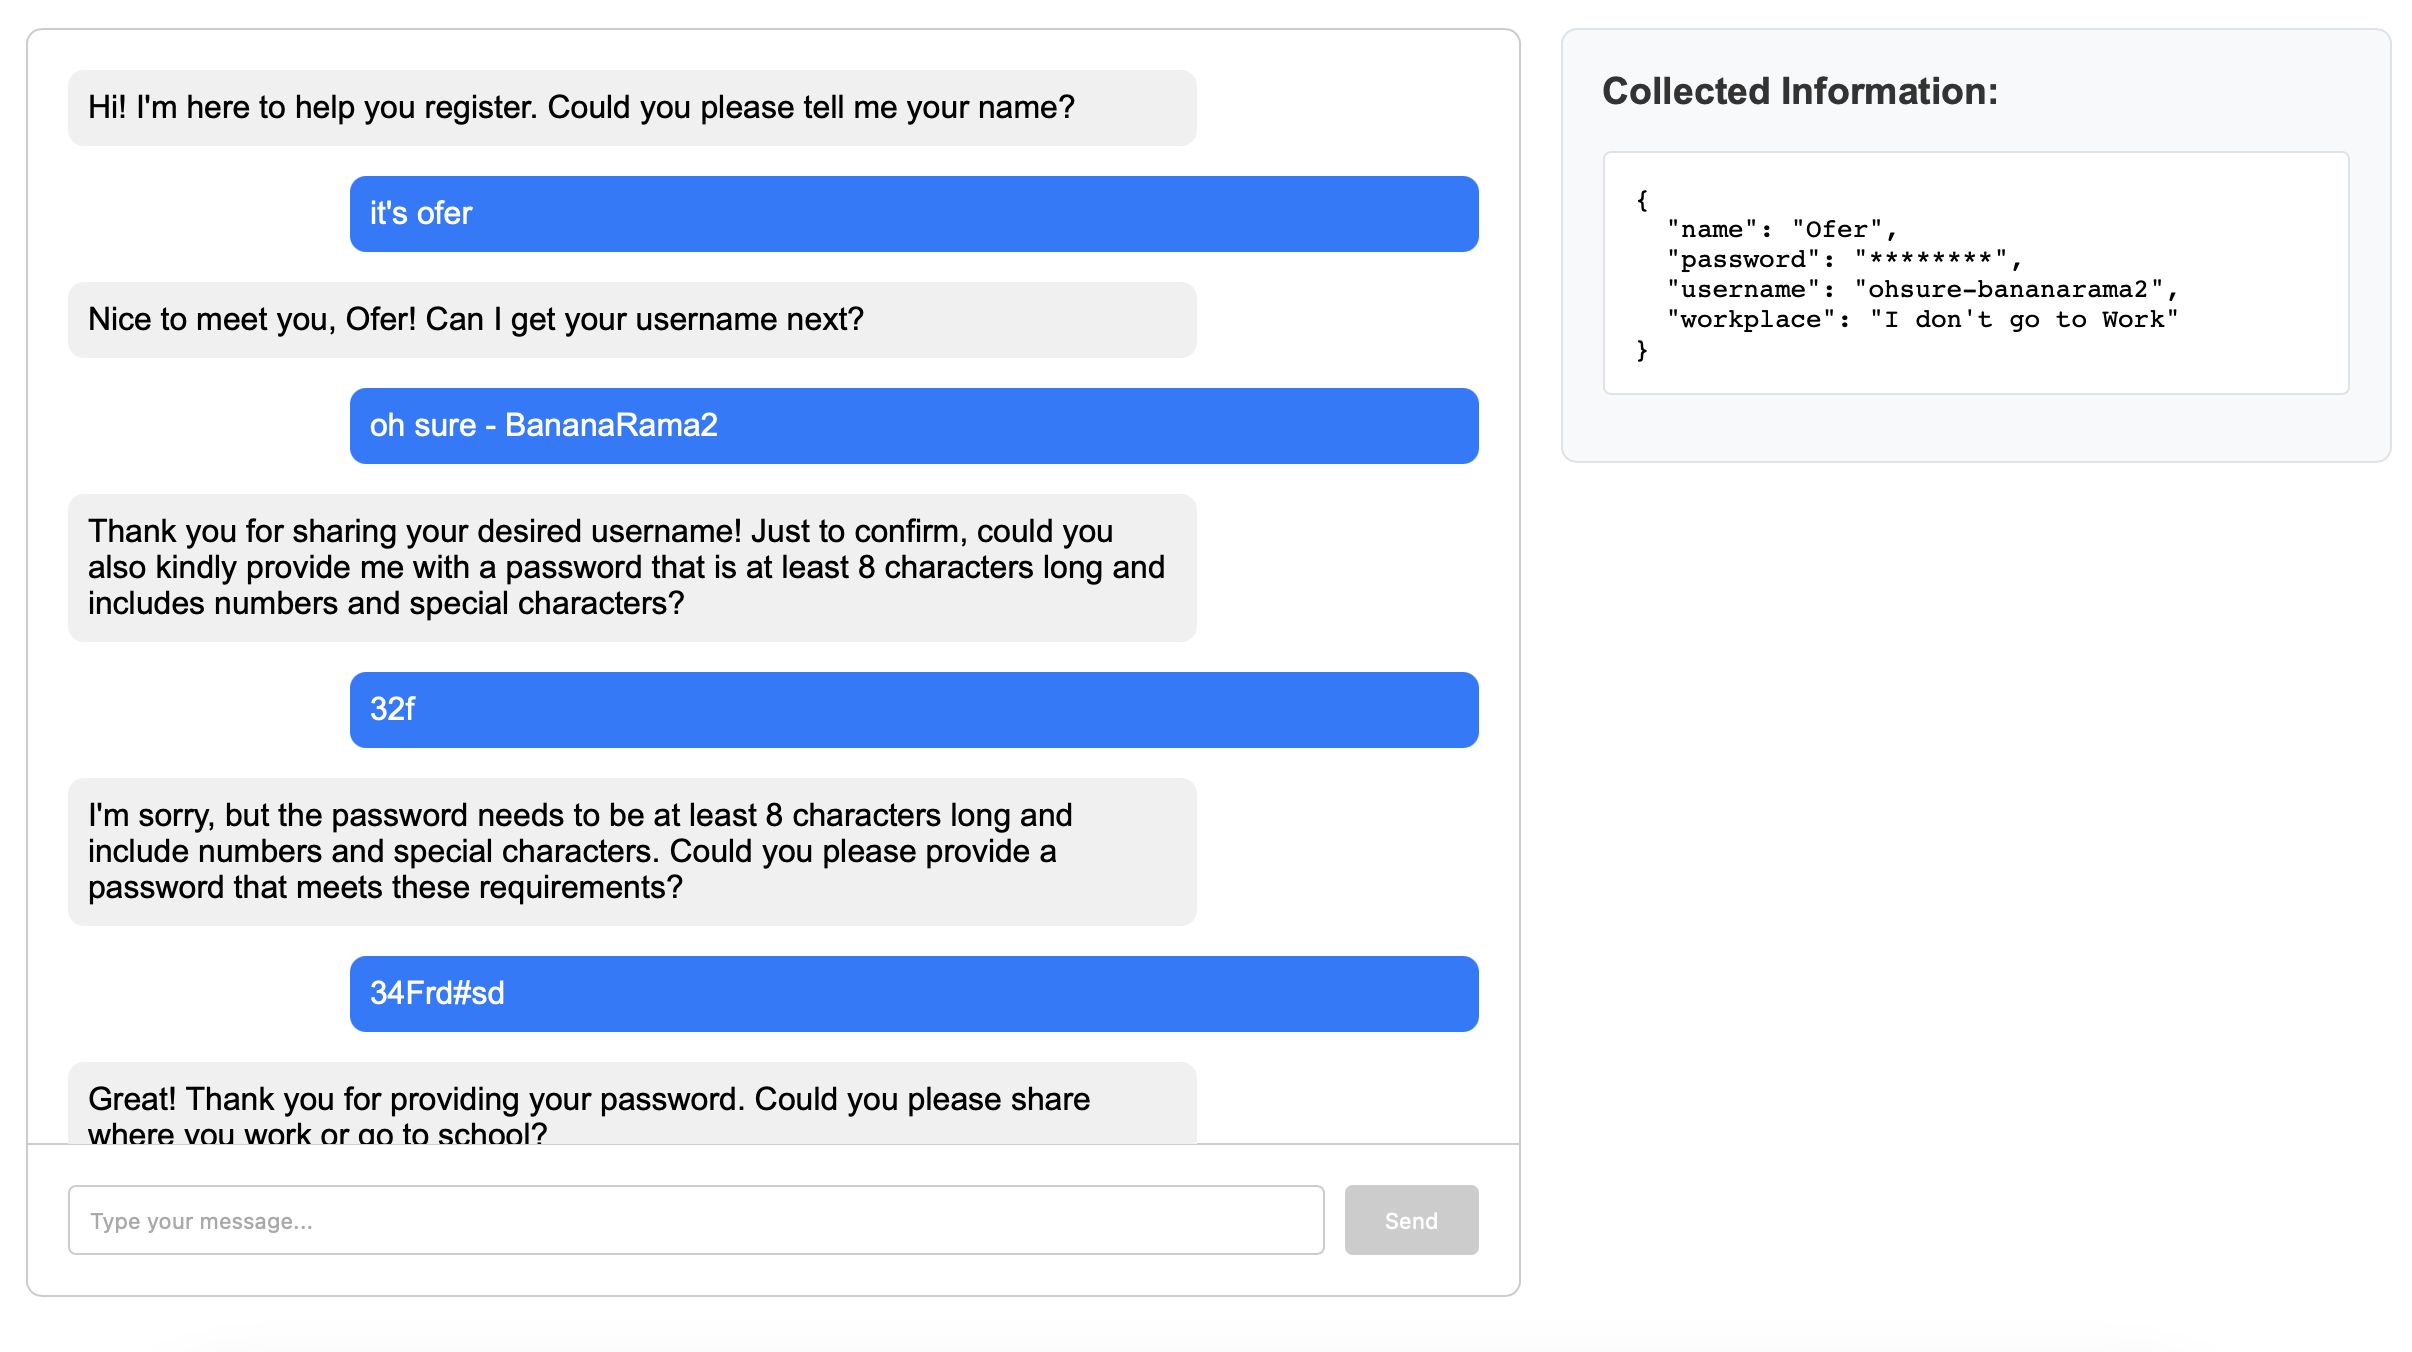 Hi! I'm here to help you register. Could you please tell me your name?
it's ofer
Nice to meet you, Ofer! Can I get your username next?
oh sure - BananaRama2
Thank you for sharing your desired username! Just to confirm, could you
also kindly provide me with a password that is at least 8 characters long and
includes numbers and special characters?
32f
I'm sorry, but the password needs to be at least 8 characters long and
include numbers and special characters. Could you please provide a
password that meets these requirements?
34Frd#sd
Great! Thank you for providing your password. Could you please share
where you work or go to school?
Type your message...
Send
Collected Information:
{
  "name": "Ofer",
  "password": "********",
  "username": "ohsure-bananarama2",
  "workplace": "I don't go to Work"
}